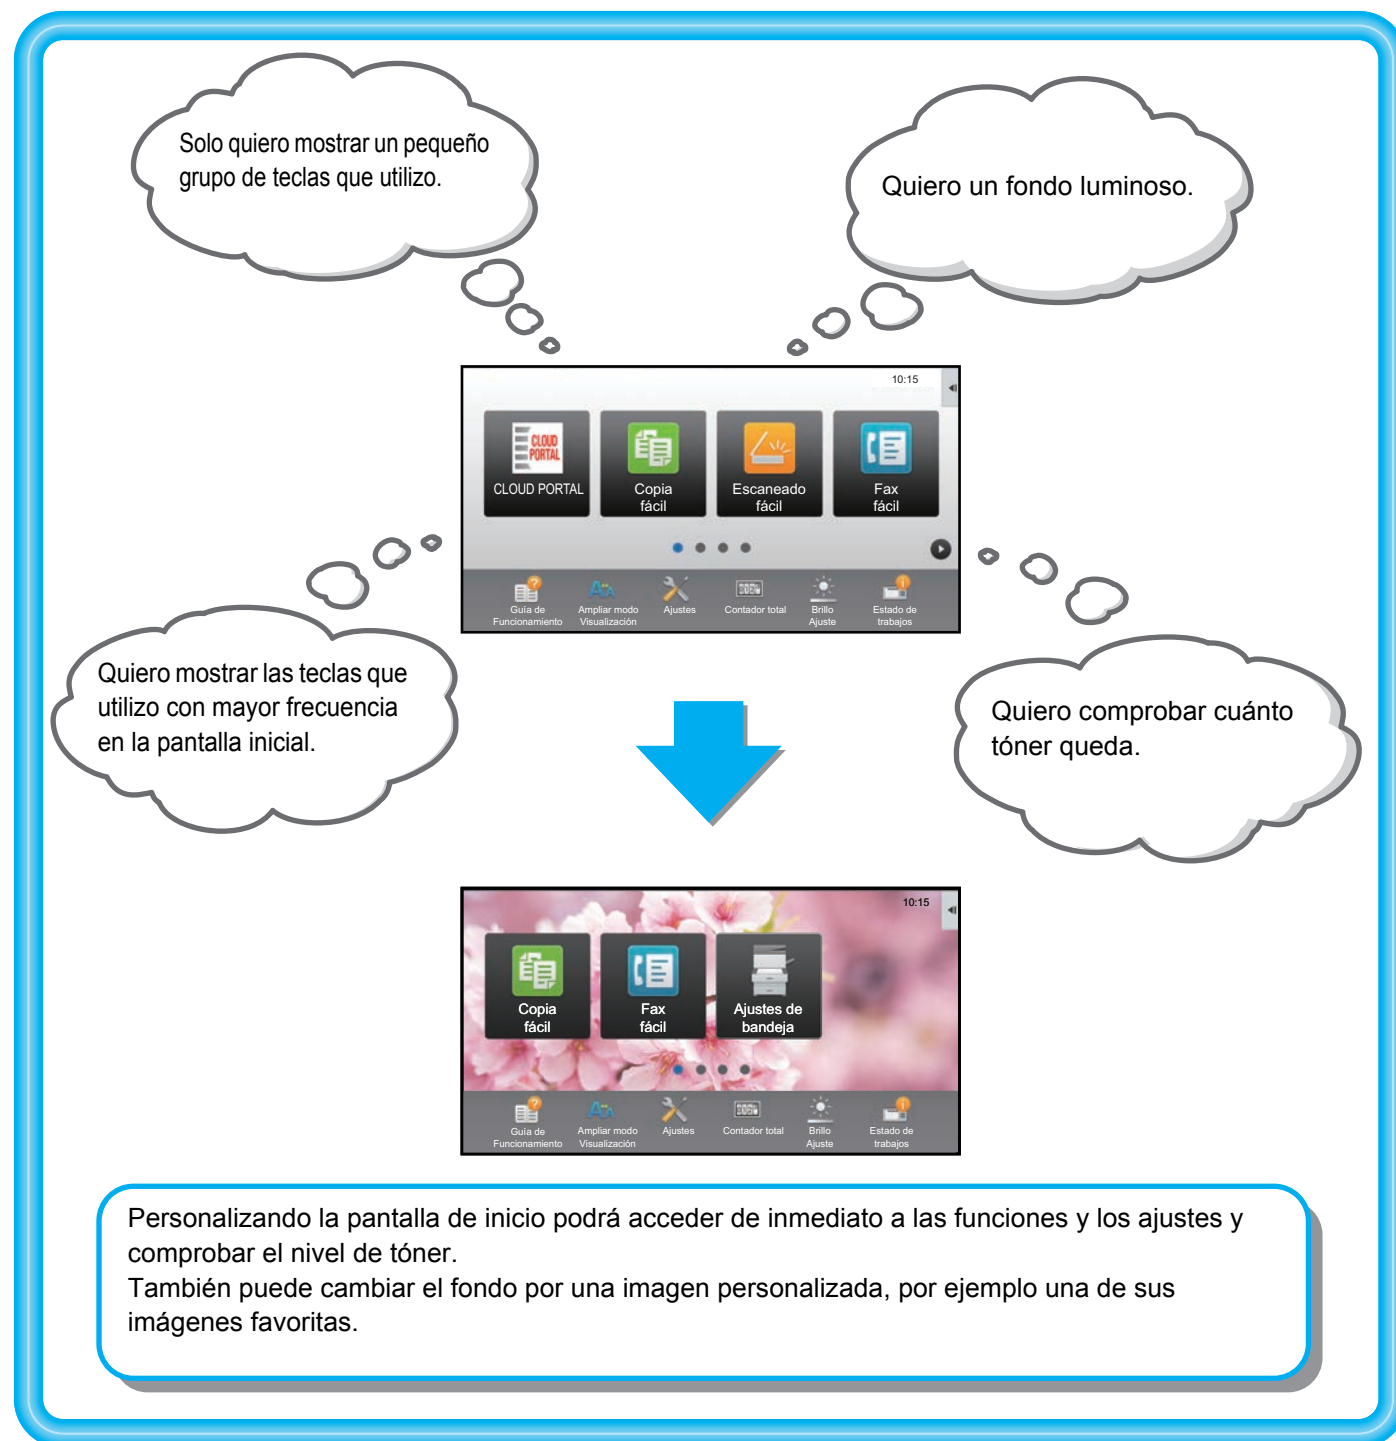 Solo quiero mostrar un pequeño
grupo de teclas que utilizo.
Quiero un fondo luminoso.
10:15
CLOUD
PORTAL
CLOUD PORTAL
Copia
fácil
Escaneado
fácil
Fax
fácil
Guía de
Funcionamiento
Ampliar modo
Visualización
Ajustes
Contador total
Brillo
Ajuste
Estado de
trabajos
Quiero mostrar las teclas que
utilizo con mayor frecuencia
en la pantalla inicial.
Quiero comprobar cuánto
tóner queda.
10:15
Copia
fácil
Fax
fácil
Ajustes de
bandeja
Guía de
Funcionamiento
Ampliar modo
Visualización
Ajustes
Contador total
Brillo
Ajuste
Estado de
trabajos
Personalizando la pantalla de inicio podrá acceder de inmediato a las funciones y los ajustes y
comprobar el nivel de tóner.
También puede cambiar el fondo por una imagen personalizada, por ejemplo una de sus
imágenes favoritas.